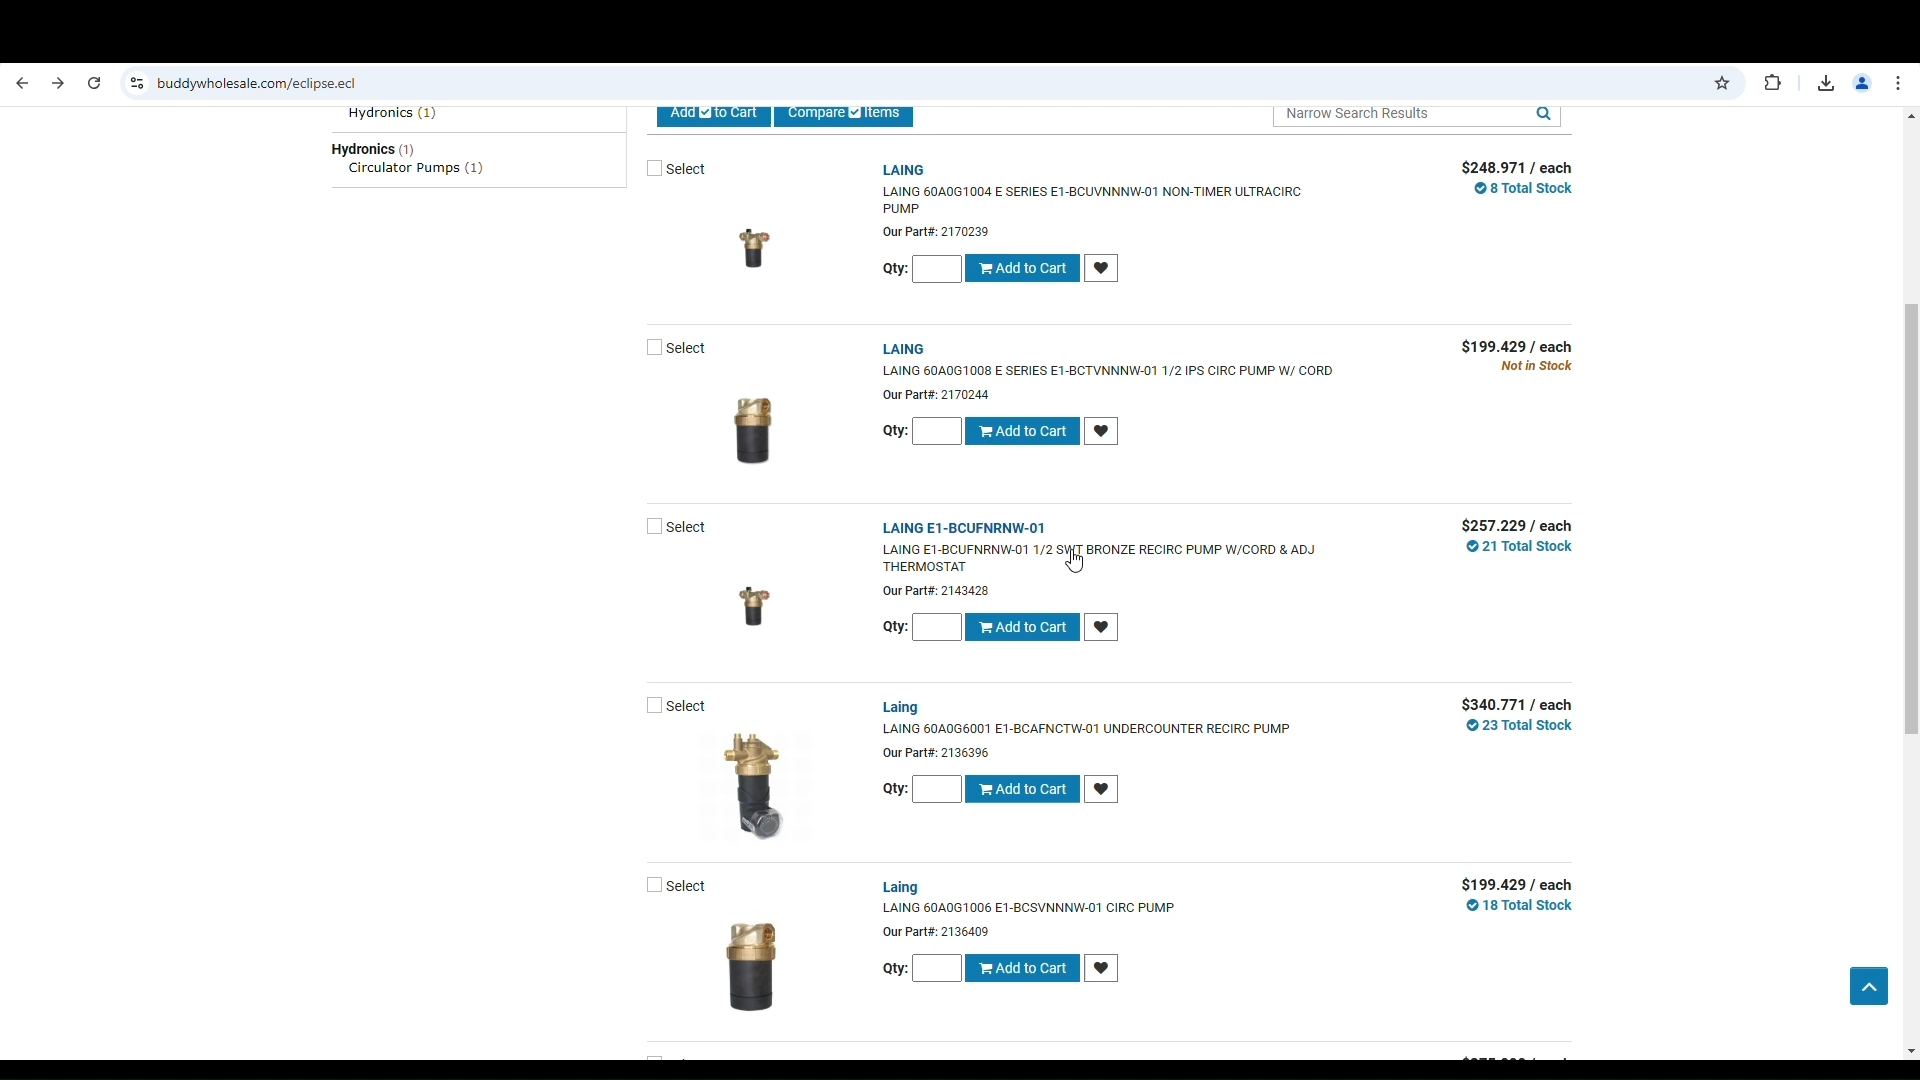 buddywholesale.com/eclipse.ecl
Hydronics (1)
Hydronics (1)
Circulator Pumps (1)
Add to Cart
Compare Items
Narrow Search Results
Select
LAING
LAING 60A0G1004 E SERIES E1-BCUVNNNW-01 NON-TIMER ULTRACIRC
PUMP
Our Part#: 2170239
Qty:
Add to Cart
$248.971 / each
8 Total Stock
Select
LAING
LAING 60A0G1008 E SERIES E1-BCTVNNNW-01 1/2 IPS CIRC PUMP W/ CORD
Our Part#: 2170244
Qty:
Add to Cart
$199.429 / each
Not in Stock
Select
LAING E1-BCUFNRNW-01
LAING E1-BCUFNRNW-01 1/2 SWT BRONZE RECIRC PUMP W/CORD & ADJ
THERMOSTAT
Our Part#: 2143428
Qty:
Add to Cart
$257.229 / each
21 Total Stock
Select
Laing
LAING 60A0G6001 E1-BCAFNCTW-01 UNDERCOUNTER RECIRC PUMP
Our Part#: 2136396
Qty:
Add to Cart
$340.771 / each
23 Total Stock
Select
Laing
LAING 60A0G1006 E1-BCSVNNNW-01 CIRC PUMP
Our Part#: 2136409
Qty:
Add to Cart
$199.429 / each
18 Total Stock